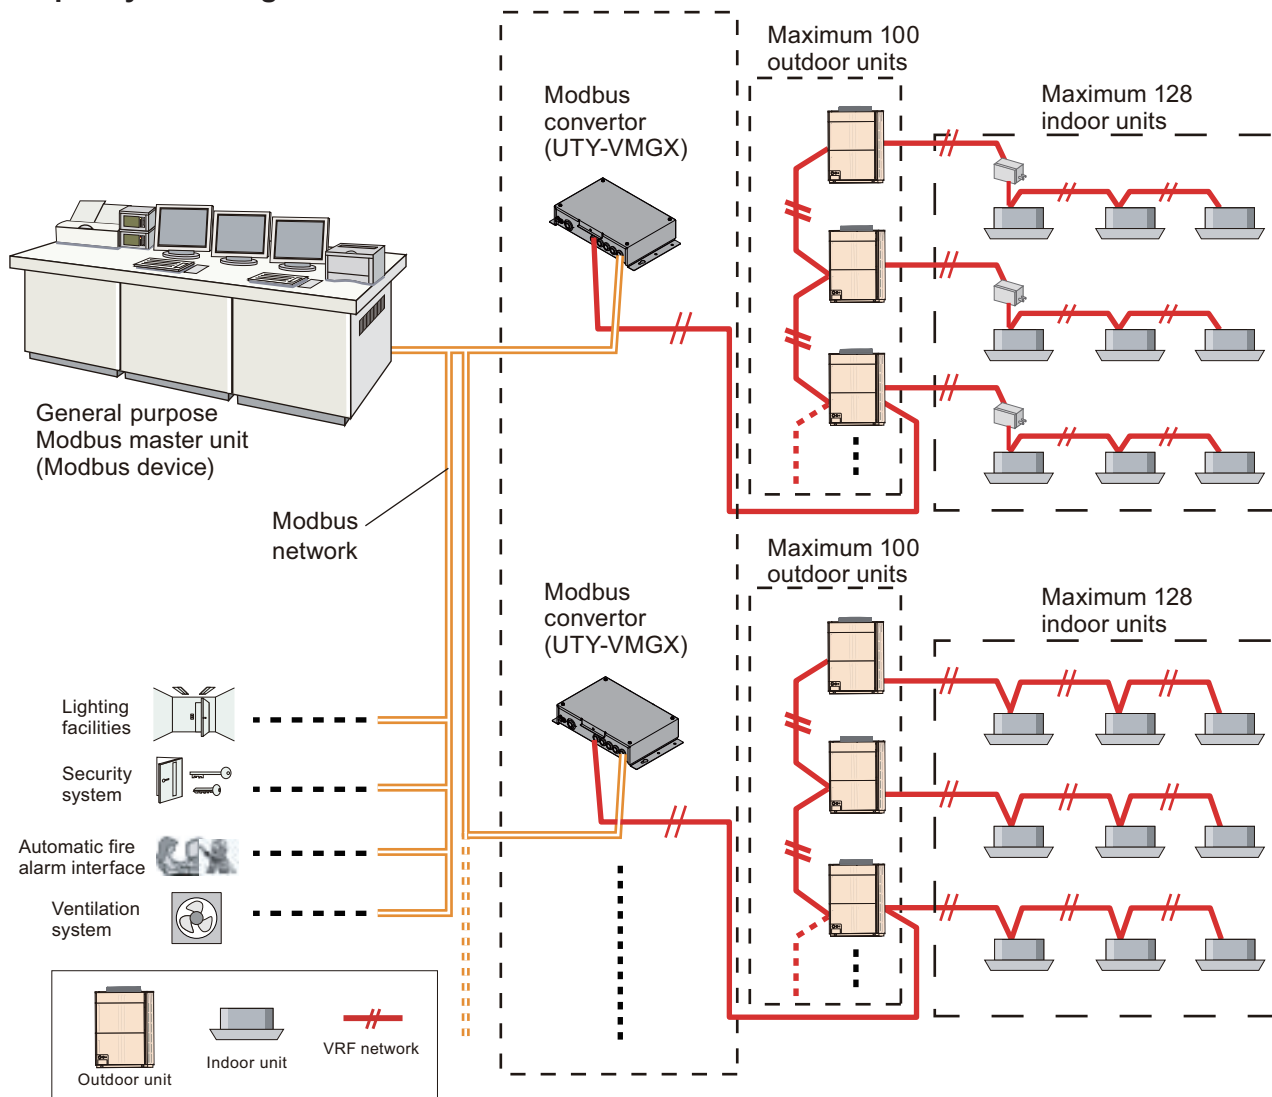 Maximum 100
outdoor units
Maximum 128
indoor units
Modbus
convertor
(UTY-VMGX)
General purpose
Modbus master unit
(Modbus device)
Modbus
network
Maximum 100
outdoor units
Maximum 128
indoor units
Modbus
convertor
(UTY-VMGX)
Lighting
facilities
Security
system
Automatic fire
alarm interface
Ventilation
system
Outdoor unit
Indoor unit
VRF network